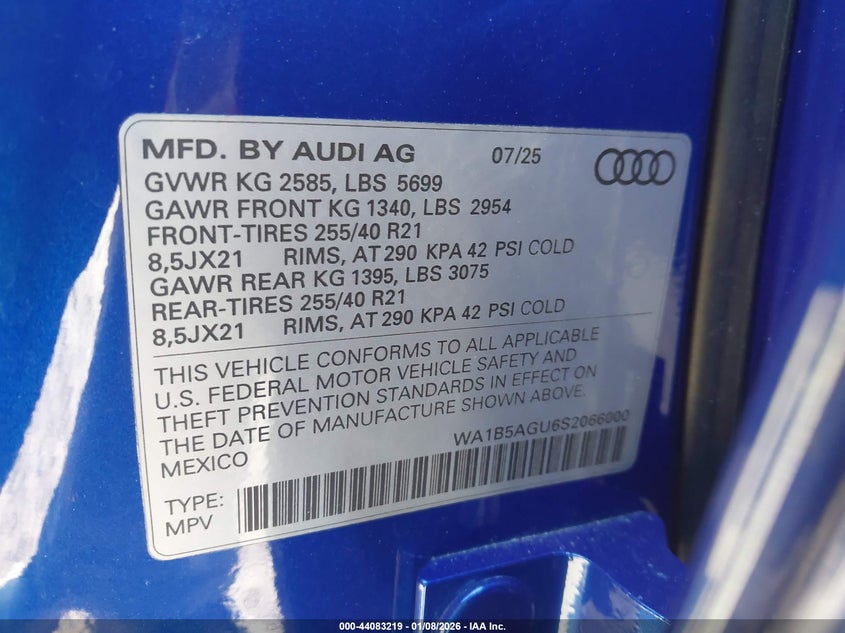 MFD. BY AUDI AG 07/25
GVWR KG 2585, LBS 5699
GAWR FRONT KG 1340, LBS 2954
FRONT-TIRES 255/40 R21
8,5JX21 RIMS, AT 290 KPA 42 PSI COLD
GAWR REAR KG 1395, LBS 3075
REAR-TIRES 255/40 R21
8,5JX21 RIMS, AT 290 KPA 42 PSI COLD
THIS VEHICLE CONFORMS TO ALL APPLICABLE
U.S. FEDERAL MOTOR VEHICLE SAFETY AND
THEFT PREVENTION STANDARDS IN EFFECT ON
THE DATE OF MANUFACTURE SHOWN ABOVE.
MEXICO WA1B5AGU6S2066000
TYPE:
MPV
000-44083219 - 01/08/2026 - IAA Inc.